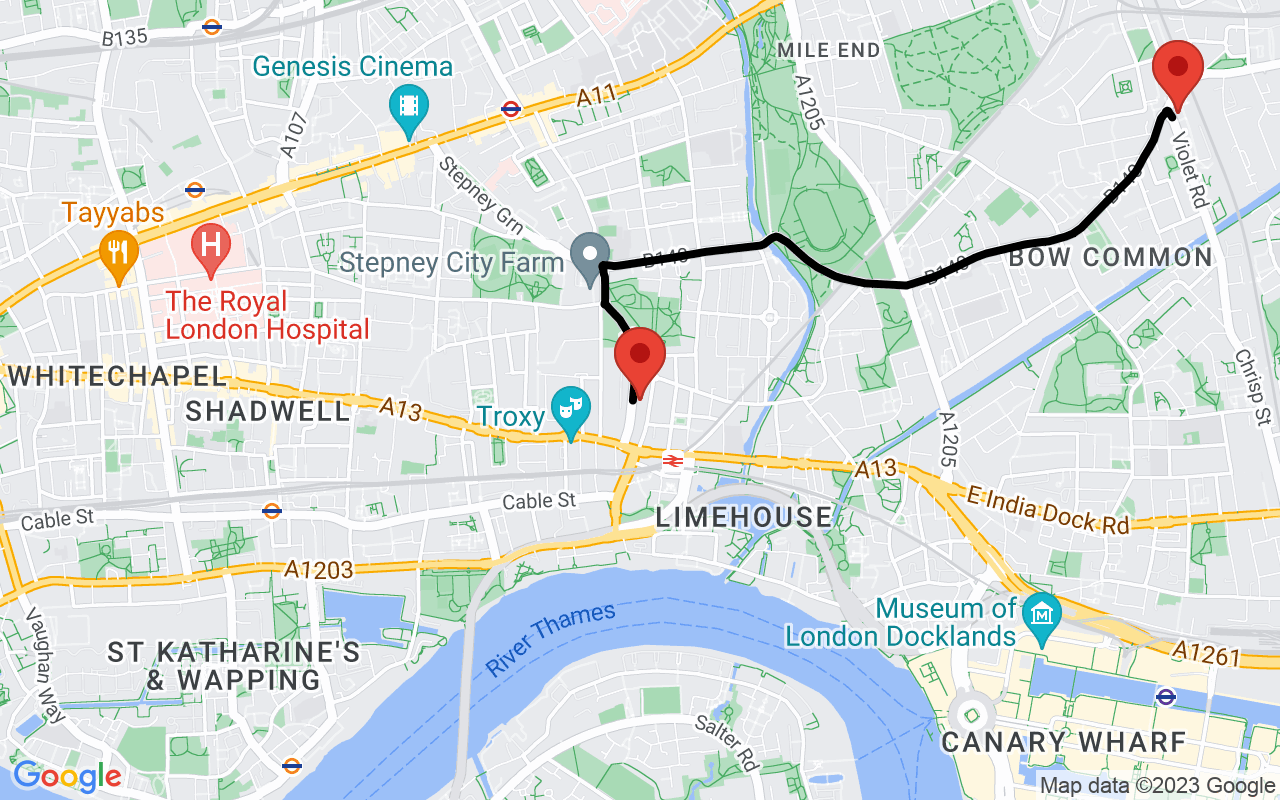 B135
MILE END
Genesis Cinema
A11
A1205
A107
Stepney Grn
Violet Rd
B140
Tayyabs
H
Stepney City Farm
B140
B140
BOW COMMON
The Royal
London Hospital
WHITECHAPEL
SHADWELL
A13
Troxy
Chrisp St
A1205
A13
Cable St
Cable St
LIMEHOUSE
E India Dock Rd
A1203
River Thames
Museum of
London Docklands
Vaughan Way
ST KATHARINE'S
& WAPPING
A1261
Salter Rd
CANARY WHARF
Google
Map data ©2023 Google